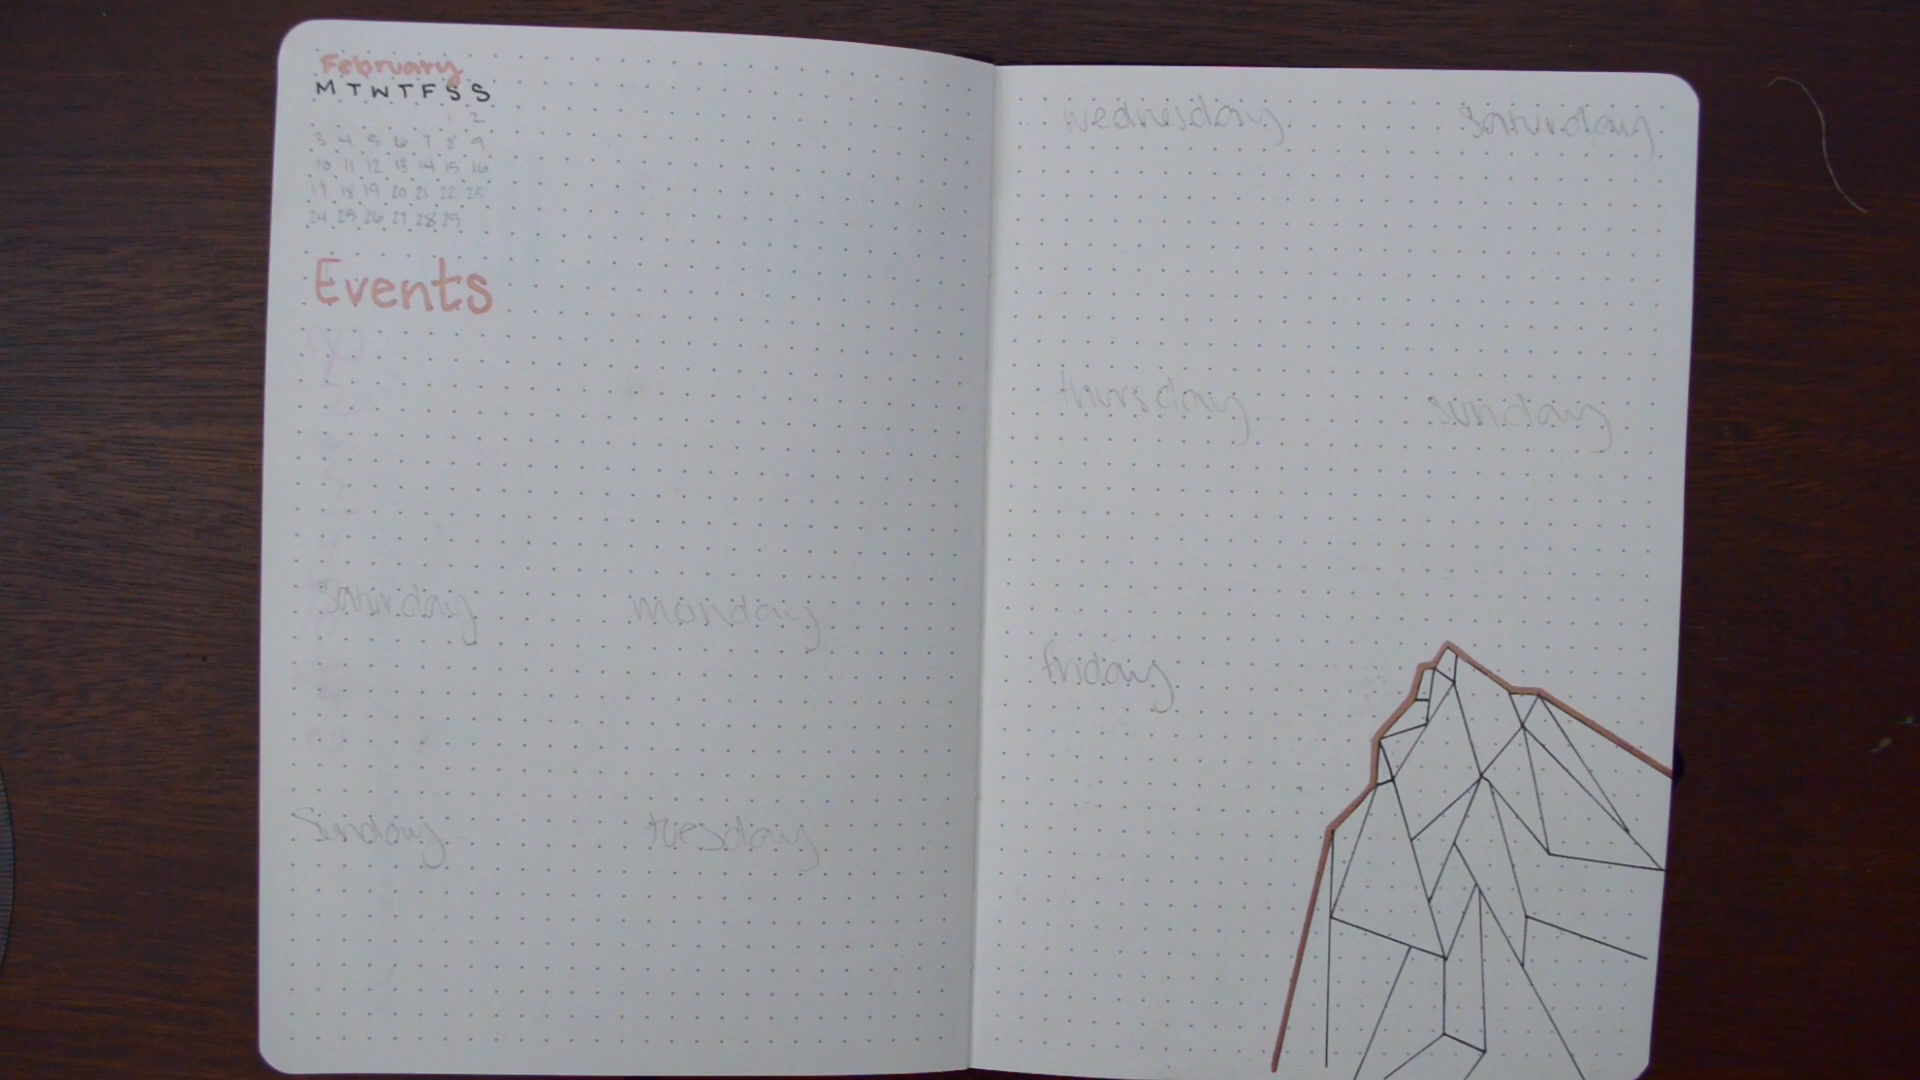 February
M T W T F S S
1 2
3 4 5 6 7 8 9
10 11 12 13 14 15 16
17 18 19 20 21 22 23
24 25 26 27 28 29
Events
saturday
monday
Sunday
tuesday
wednesday
saturday
thursday
sunday
friday